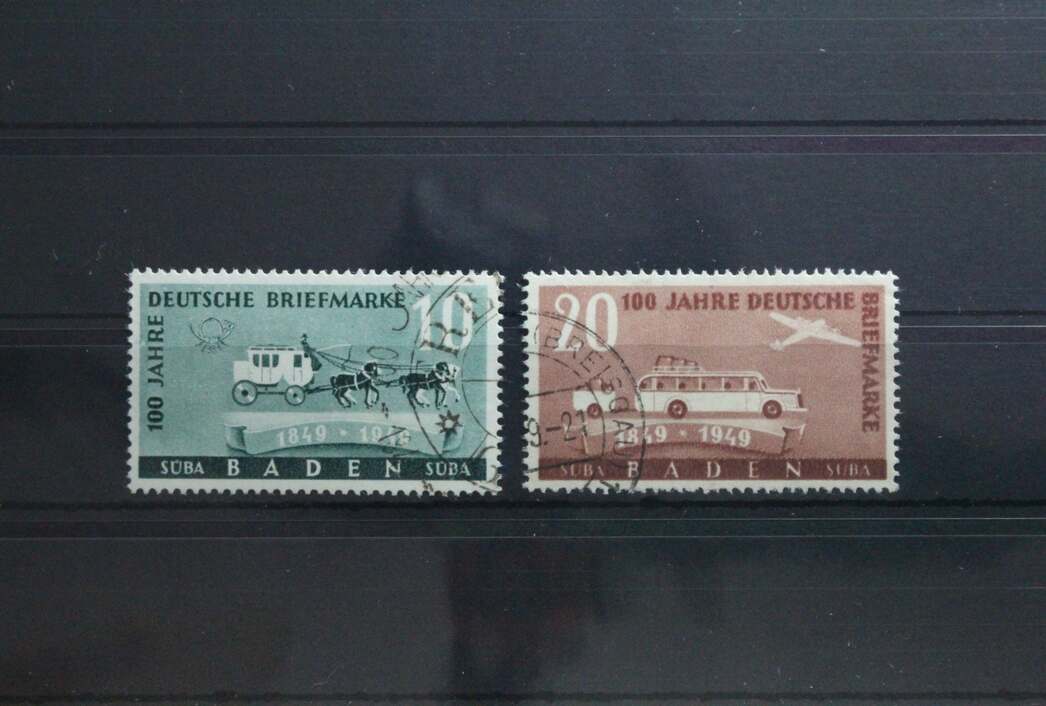 100 JAHRE
DEUTSCHE BRIEFMARKE
10
1849 * 1949
SÜBA BADEN SÜBA
20
100 JAHRE DEUTSCHE
BRIEFMARKE
1849 * 1949
SÜBA BADEN SÜBA